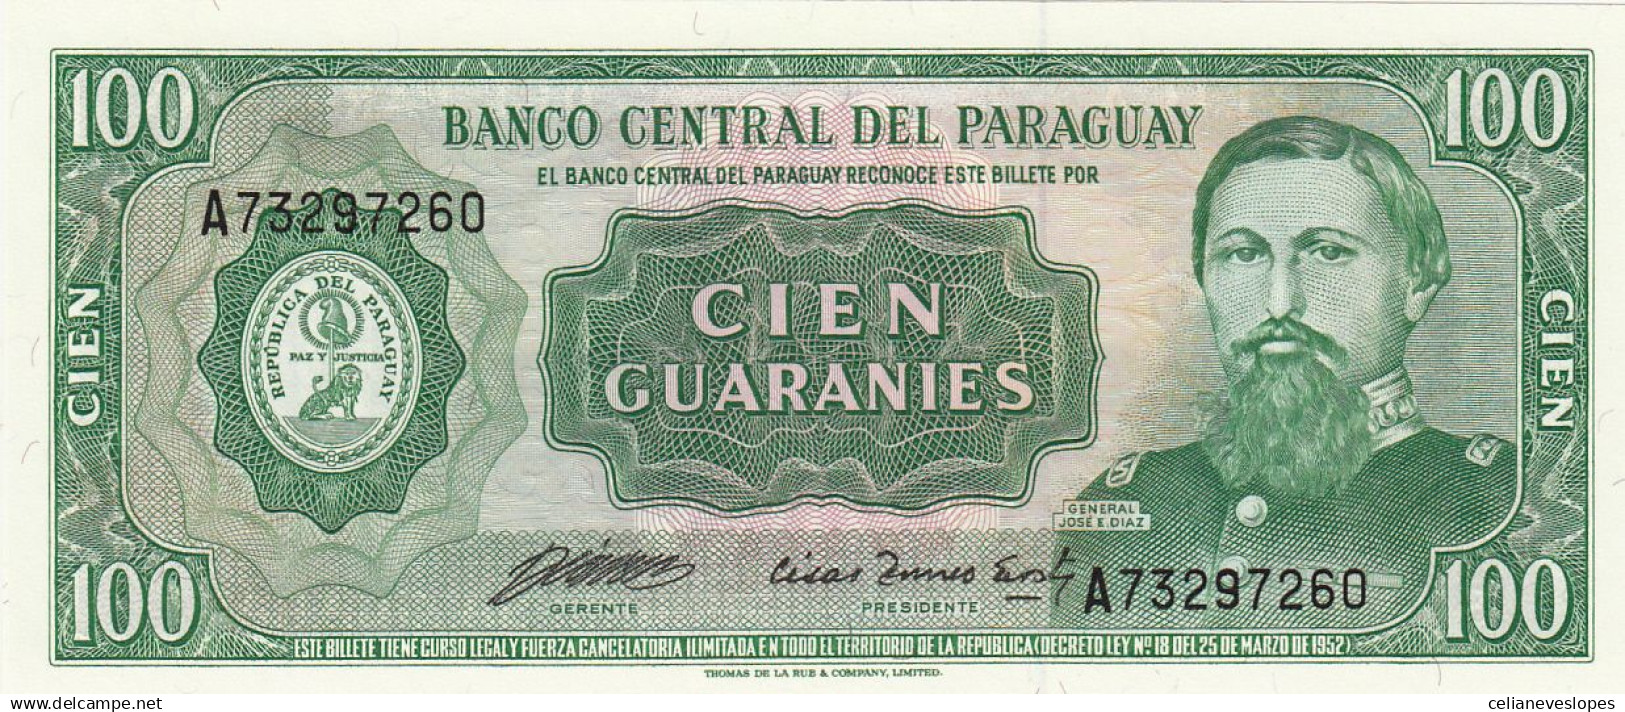 100
100
BANCO CENTRAL DEL PARAGUAY
EL BANCO CENTRAL DEL PARAGUAY RECONOCE ESTE BILLETE POR
A73297260
REPÚBLICA DEL PARAGUAY
PAZ Y JUSTICIA
CIEN
CIEN
GUARANIES
CIEN
GENERAL
JOSÉ E. DIAZ
GERENTE
PRESIDENTE
A73297260
100
100
ESTE BILLETE TIENE CURSO LEGAL Y FUERZA CANCELATORIA ILIMITADA EN TODO EL TERRITORIO DE LA REPUBLICA (DECRETO LEY Nº 18 DEL 25 DE MARZO DE 1952)
THOMAS DE LA RUE & COMPANY, LIMITED.
delcampe.net
celianeveslopes